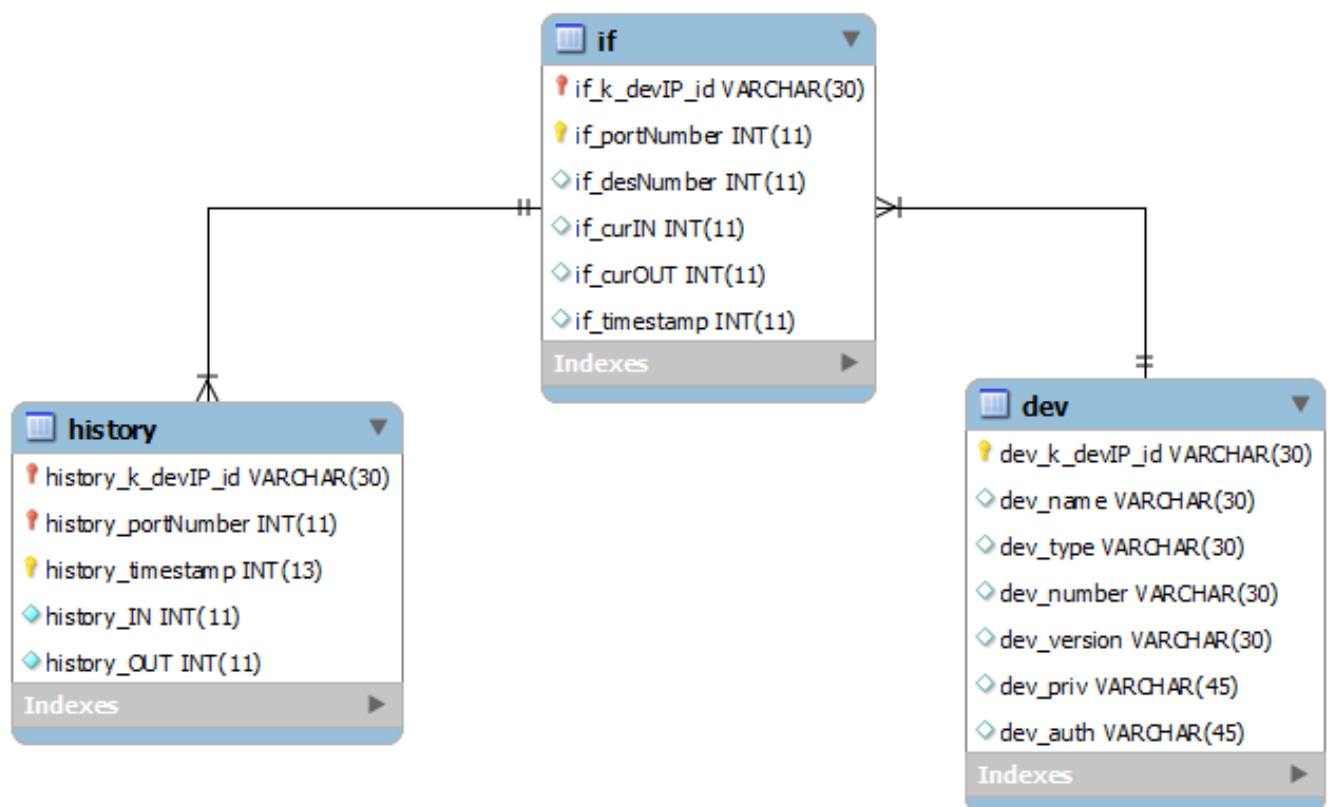 if
if_k_devIP_id VARCHAR(30)
if_portNumber INT(11)
if_desNumber INT(11)
if_curIN INT(11)
if_curOUT INT(11)
if_timestamp INT(11)
Indexes
history
history_k_devIP_id VARCHAR(30)
history_portNumber INT(11)
history_timestamp INT(13)
history_IN INT(11)
history_OUT INT(11)
Indexes
dev
dev_k_devIP_id VARCHAR(30)
dev_name VARCHAR(30)
dev_type VARCHAR(30)
dev_number VARCHAR(30)
dev_version VARCHAR(30)
dev_priv VARCHAR(45)
dev_auth VARCHAR(45)
Indexes